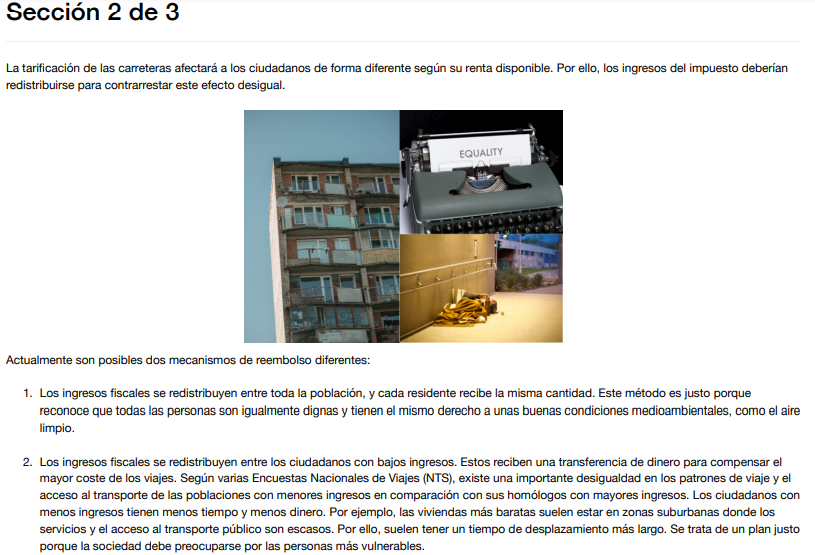 Sección 2 de 3
La tarificación de las carreteras afectará a los ciudadanos de forma diferente según su renta disponible. Por ello, los ingresos del impuesto deberían
redistribuirse para contrarrestar este efecto desigual.
EQUALITY
Actualmente son posibles dos mecanismos de reembolso diferentes:
1. Los ingresos fiscales se redistribuyen entre toda la población, y cada residente recibe la misma cantidad. Este método es justo porque
reconoce que todas las personas son igualmente dignas y tienen el mismo derecho a unas buenas condiciones medioambientales, como el aire
limpio.
2. Los ingresos fiscales se redistribuyen entre los ciudadanos con bajos ingresos. Estos reciben una transferencia de dinero para compensar el
mayor coste de los viajes. Según varias Encuestas Nacionales de Viajes (NTS), existe una importante desigualdad en los patrones de viaje y el
acceso al transporte de las poblaciones con menores ingresos en comparación con sus homólogos con mayores ingresos. Los ciudadanos con
menos ingresos tienen menos tiempo y menos dinero. Por ejemplo, las viviendas más baratas suelen estar en zonas suburbanas donde los
servicios y el acceso al transporte público son escasos. Por ello, suelen tener un tiempo de desplazamiento más largo. Se trata de un plan justo
porque la sociedad debe preocuparse por las personas más vulnerables.